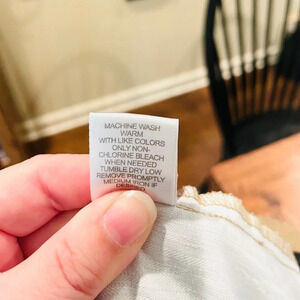 MACHINE WASH
WARM
WITH LIKE COLORS
ONLY NON-
CHLORINE BLEACH
WHEN NEEDED
TUMBLE DRY LOW
REMOVE PROMPTLY
MEDIUM IRON IF
DESIRED